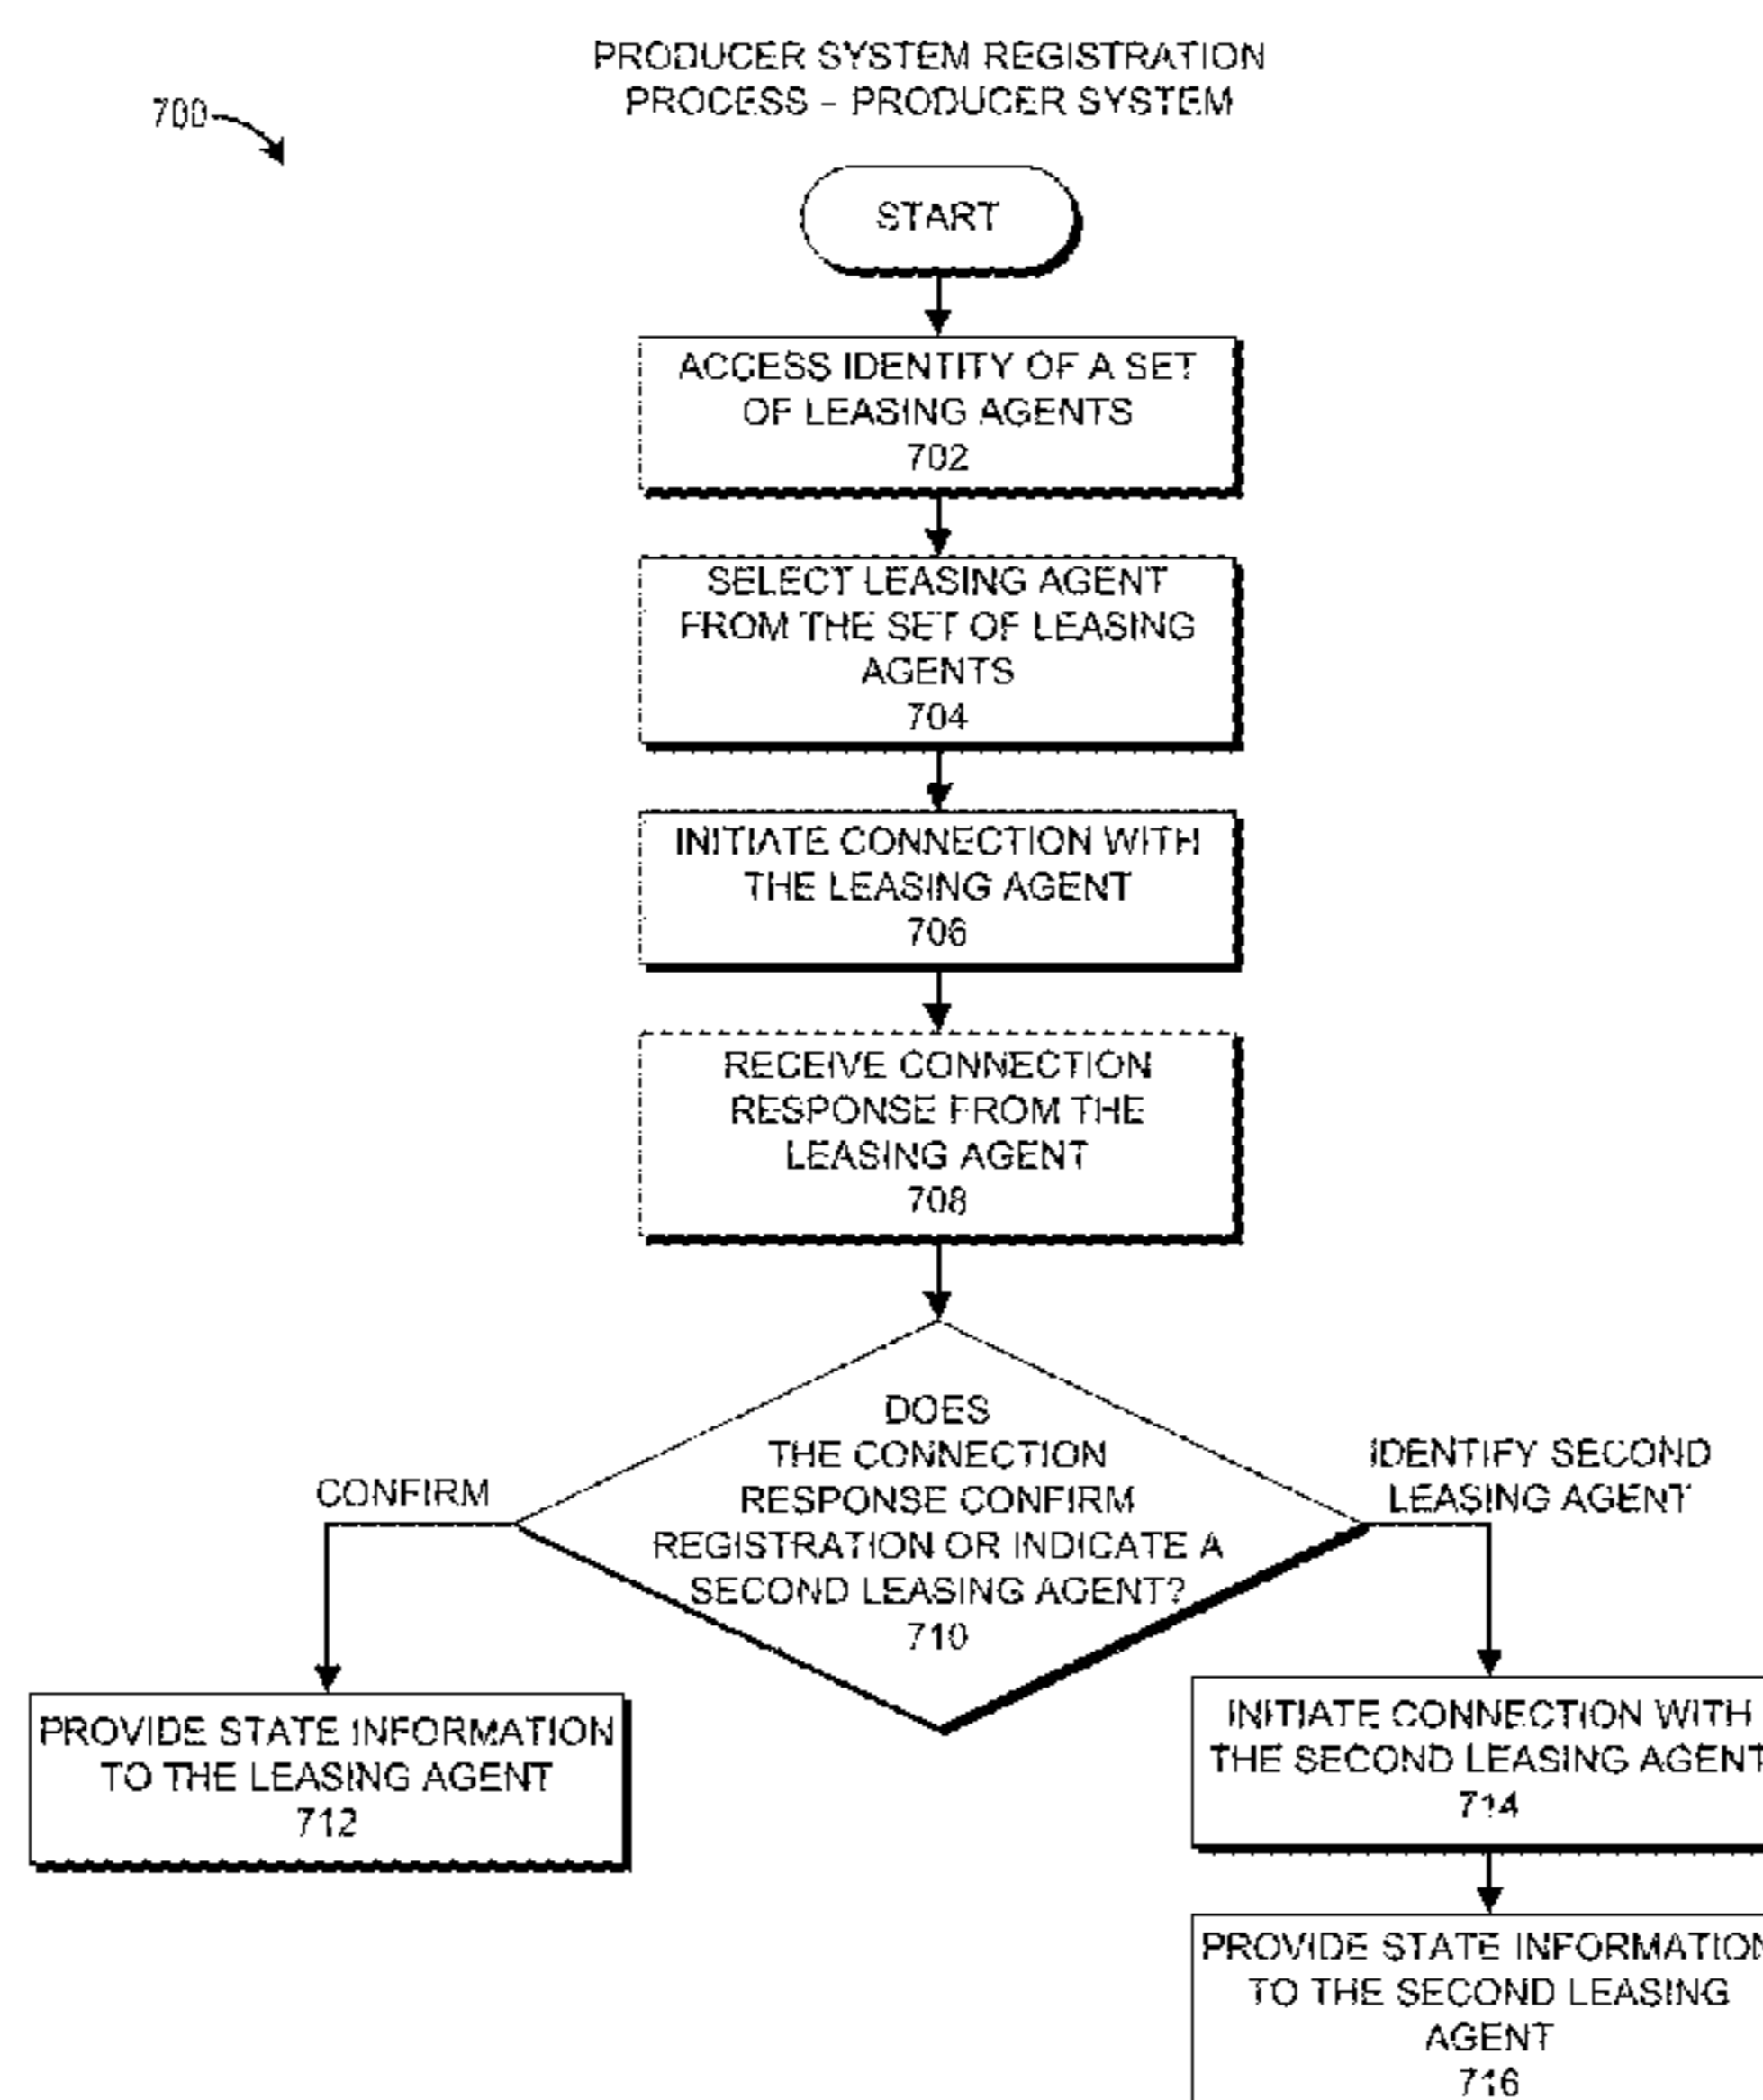 PRODUCER SYSTEM REGISTRATION
PROCESS – PRODUCER SYSTEM
700
START
ACCESS IDENTITY OF A SET
OF LEASING AGENTS
702
SELECT LEASING AGENT
FROM THE SET OF LEASING
AGENTS
704
INITIATE CONNECTION WITH
THE LEASING AGENT
706
RECEIVE CONNECTION
RESPONSE FROM THE
LEASING AGENT
708
DOES
THE CONNECTION
RESPONSE CONFIRM
REGISTRATION OR INDICATE A
SECOND LEASING AGENT?
710
CONFIRM
IDENTIFY SECOND
LEASING AGENT
PROVIDE STATE INFORMATION
TO THE LEASING AGENT
712
INITIATE CONNECTION WITH
THE SECOND LEASING AGENT
714
PROVIDE STATE INFORMATION
TO THE SECOND LEASING
AGENT
716